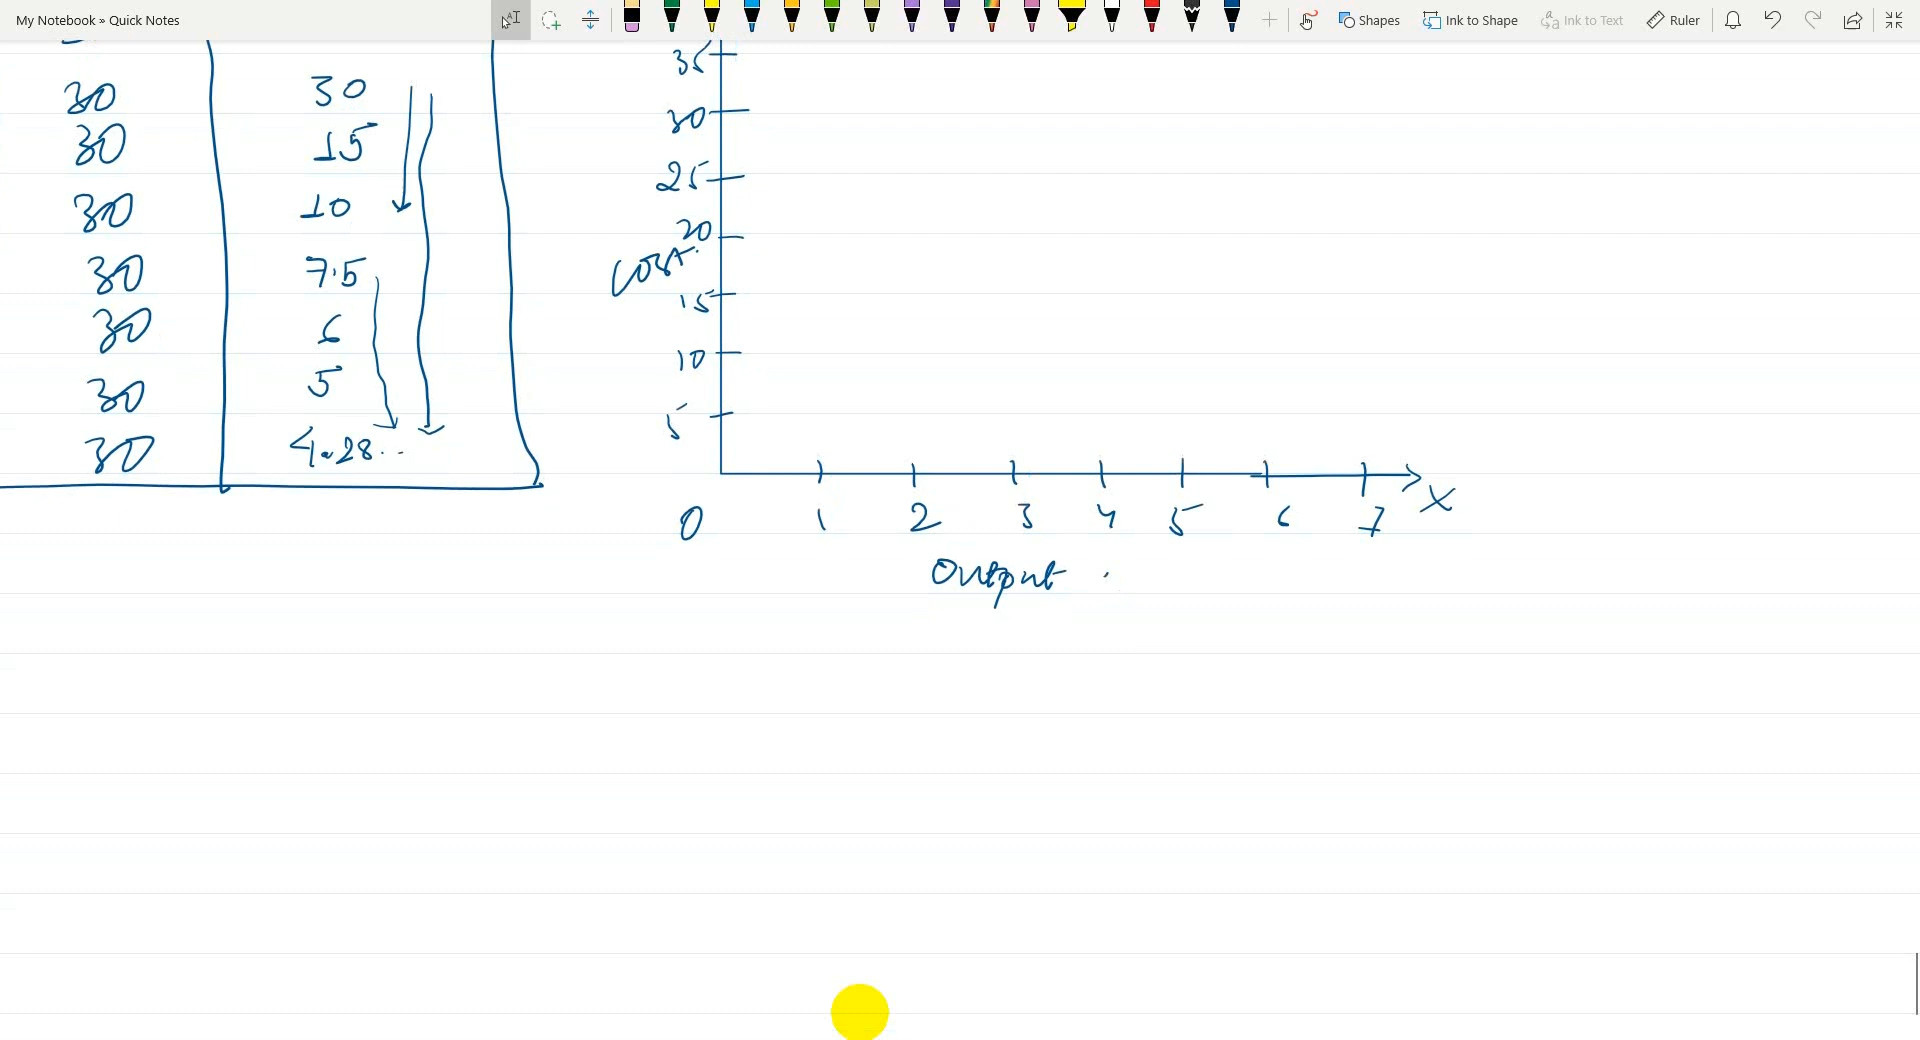 My Notebook » Quick Notes
Shapes
Ink to Shape
Ink to Text
Ruler
30 30
30 15
30 10
30 7.5
30 6
30 5
30 4.28...
35
30
25
20
Cost
15
10
5
X
0 1 2 3 4 5 6 7
Output